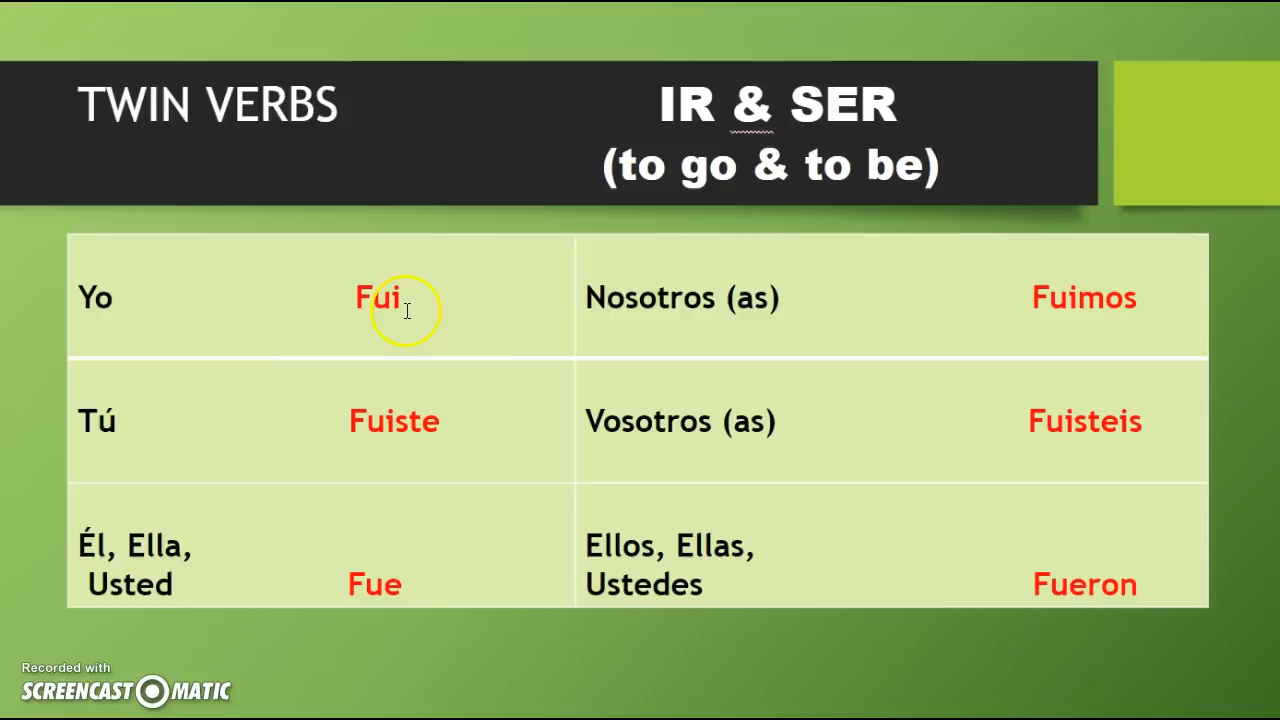 TWIN VERBS
IR & SER
(to go & to be)
Yo Fui
Nosotros (as) Fuimos
Tú Fuiste
Vosotros (as) Fuisteis
Él, Ella,
Usted Fue
Ellos, Ellas,
Ustedes Fueron
Recorded with
SCREENCAST MATIC